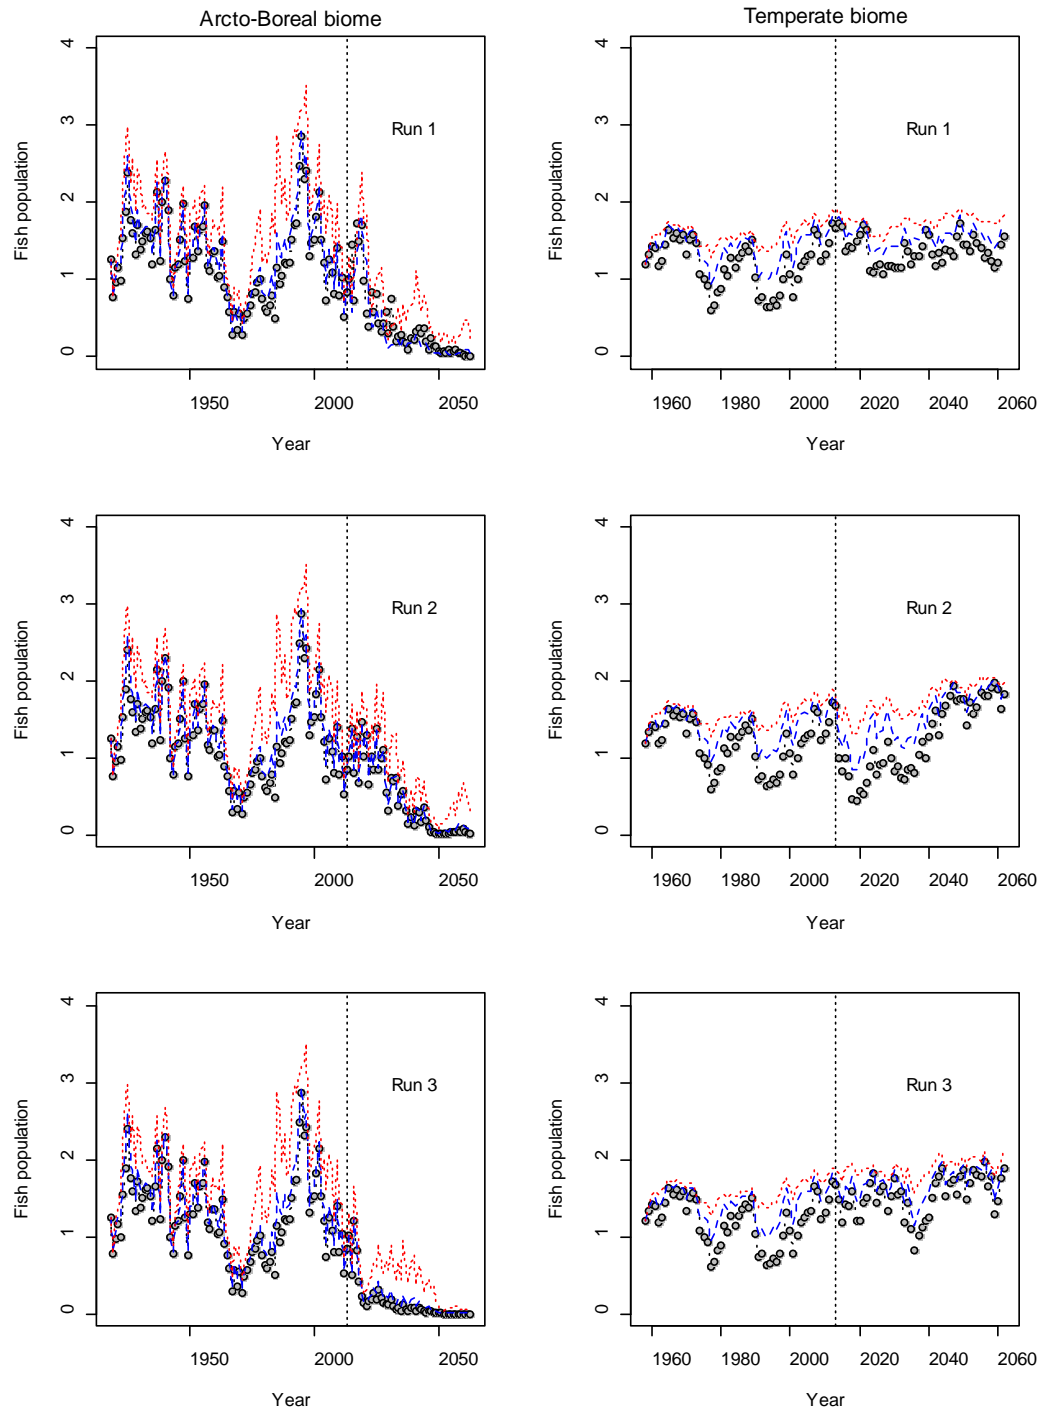 Arcto-Boreal biome
Temperate biome
Fish population
4
3
2
1
0
Run 1
1950
2000
2050
Year
Fish population
4
3
2
1
0
Run 1
1960
1980
2000
2020
2040
2060
Year
Fish population
4
3
2
1
0
Run 2
1950
2000
2050
Year
Fish population
4
3
2
1
0
Run 2
1960
1980
2000
2020
2040
2060
Year
Fish population
4
3
2
1
0
Run 3
1950
2000
2050
Year
Fish population
4
3
2
1
0
Run 3
1960
1980
2000
2020
2040
2060
Year